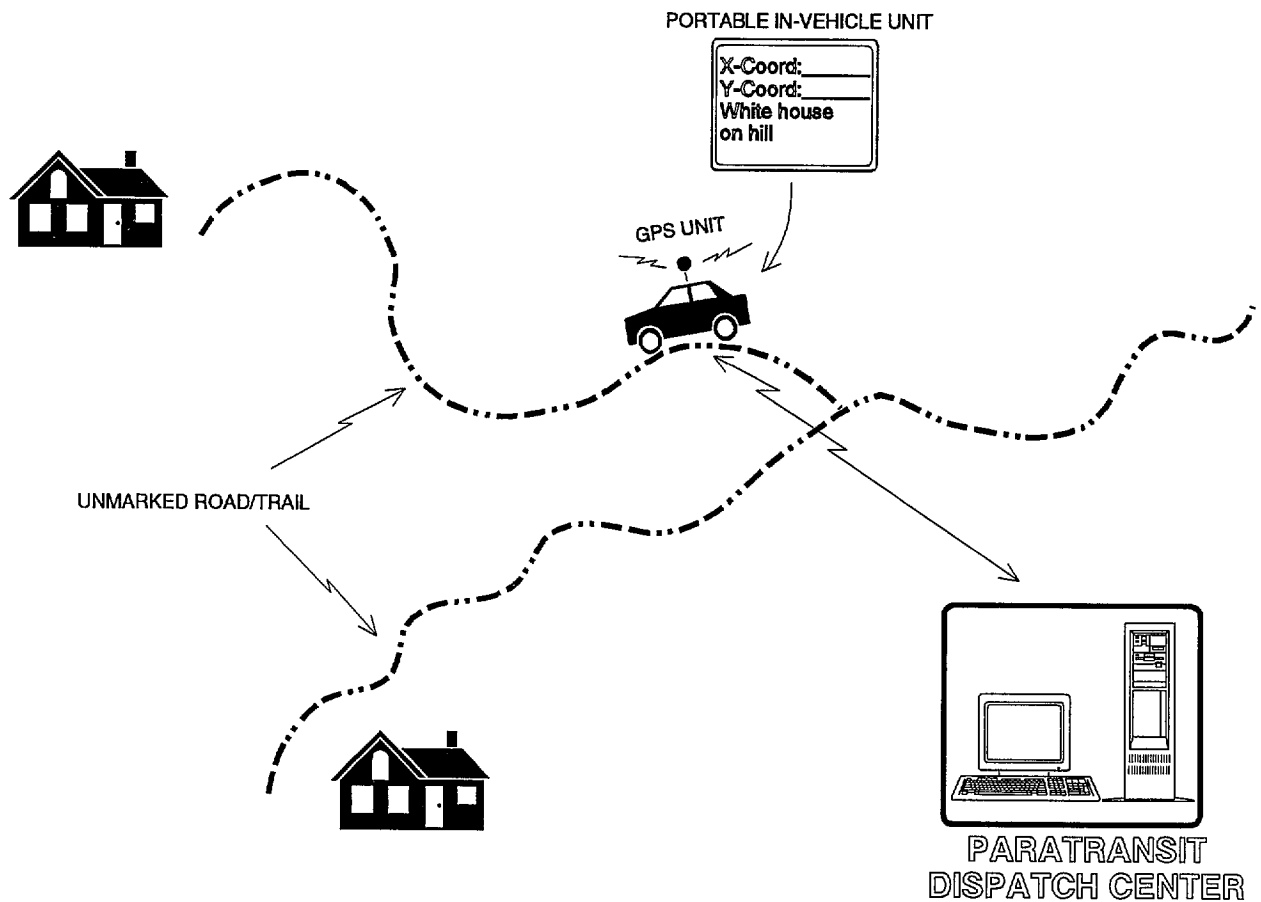 PORTABLE IN-VEHICLE UNIT
X-Coord:______
Y-Coord:______
White house
on hill
GPS UNIT
UNMARKED ROAD/TRAIL
PARATRANSIT
DISPATCH CENTER